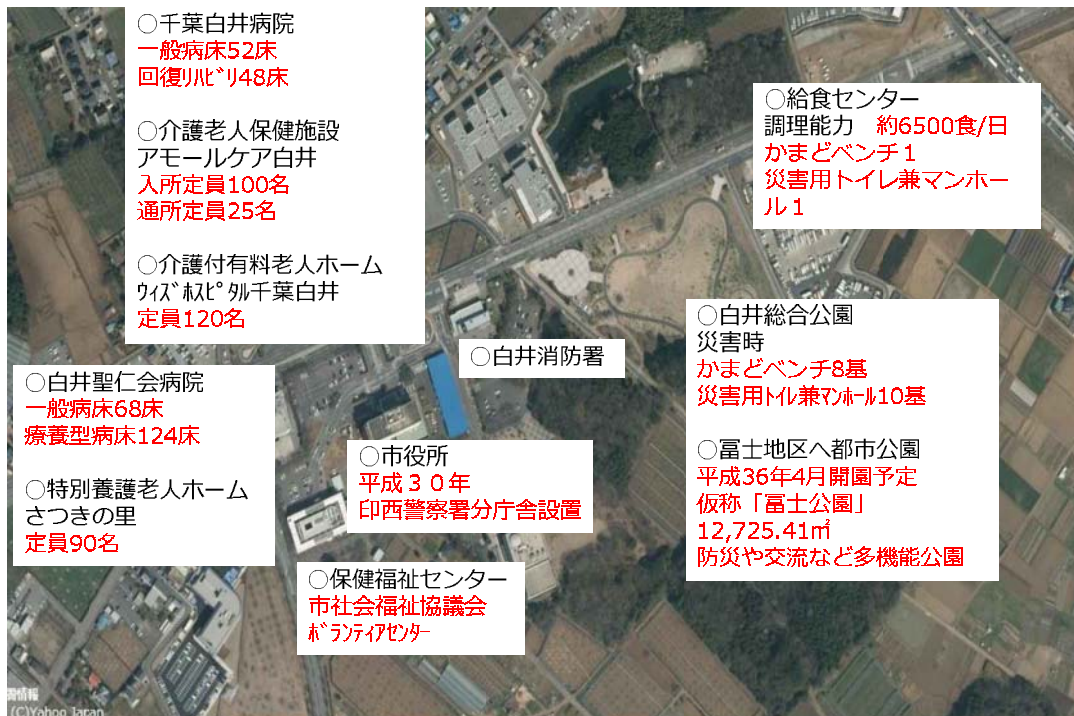 ○千葉白井病院
一般病床52床
回復ﾘﾊﾋﾞﾘ48床
○介護老人保健施設
アモールケア白井
入所定員100名
通所定員25名
○介護付有料老人ホーム
ｳｨｽﾞﾎｽﾋﾟﾀﾙ千葉白井
定員120名
○給食センター
調理能力　約6500食/日
かまどベンチ１
災害用トイレ兼マンホー
ル１
○白井総合公園
災害時
かまどベンチ8基
災害用ﾄｲﾚ兼ﾏﾝﾎｰﾙ10基
○冨士地区へ都市公園
平成36年4月開園予定
仮称「冨士公園」
12,725.41㎡
防災や交流など多機能公園
○白井消防署
○白井聖仁会病院
一般病床68床
療養型病床124床
○特別養護老人ホーム
さつきの里
定員90名
○市役所
平成３０年
印西警察署分庁舎設置
○保健福祉センター
市社会福祉協議会
ﾎﾞﾗﾝﾃｨｱｾﾝﾀｰ
情報
(C)Yahoo Japan